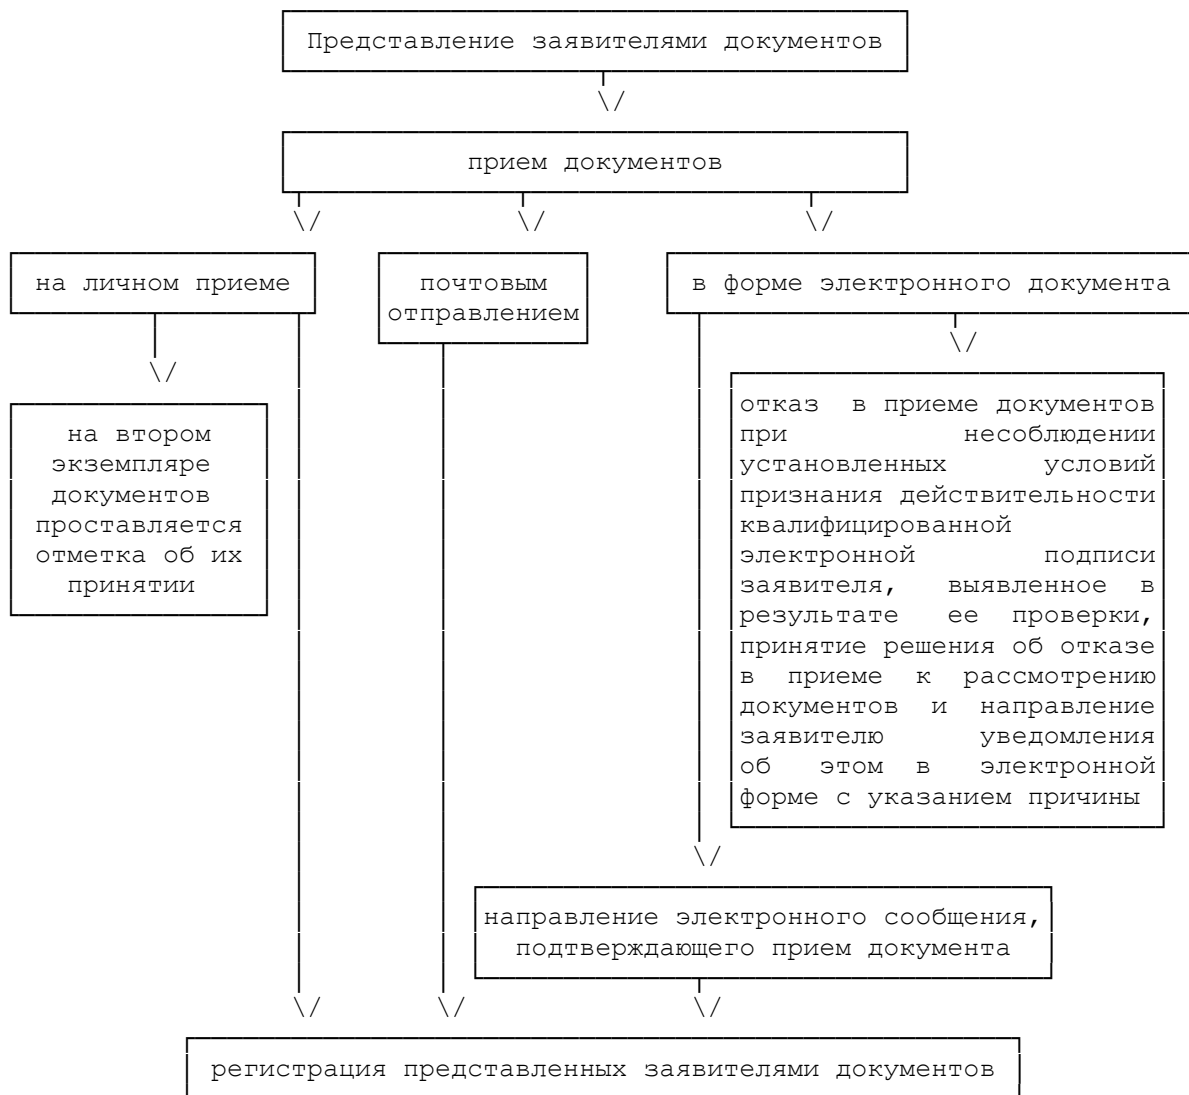 Представление заявителями документов
прием документов
на личном приеме
почтовым
отправлением
в форме электронного документа
на втором
экземпляре
документов
проставляется
отметка об их
принятии
отказ в приеме документов
при несоблюдении
установленных условий
признания действительности
квалифицированной
электронной подписи
заявителя, выявленное в
результате ее проверки,
принятие решения об отказе
в приеме к рассмотрению
документов и направление
заявителю уведомления
об этом в электронной
форме с указанием причины
направление электронного сообщения,
подтверждающего прием документа
регистрация представленных заявителями документов